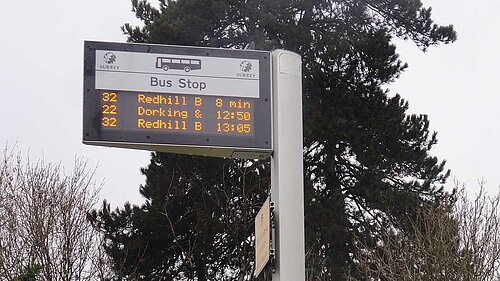 SURREY
SURREY
Bus Stop
32 Redhill B 8 min
22 Dorking & 12:50
32 Redhill B 13:05